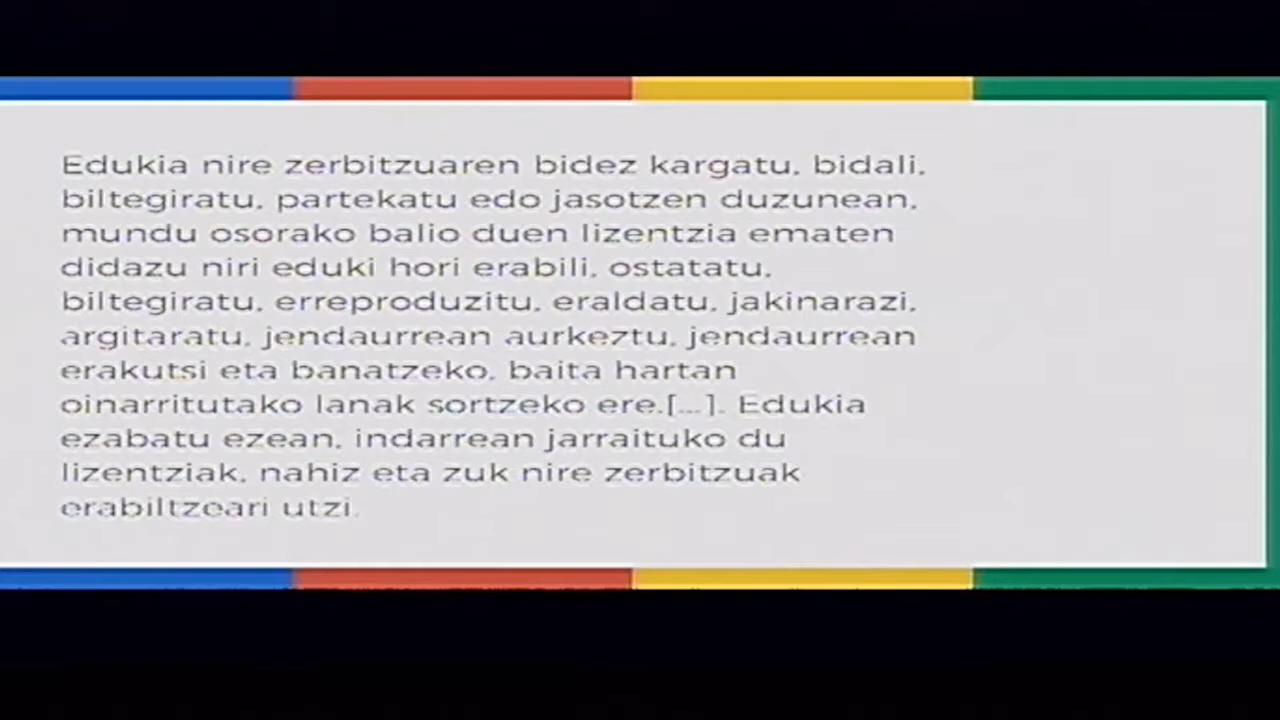 Edukia nire zerbitzuaren bidez kargatu, bidali,
biltegiratu, partekatu edo jasotzen duzunean,
mundu osorako balio duen lizentzia ematen
didazu niri eduki hori erabili, ostatatu,
biltegiratu, erreproduzitu, eraldatu, jakinarazi,
argitaratu, jendaurrean aurkeztu, jendaurrean
erakutsi eta banatzeko, baita hartan
oinarritutako lanak sortzeko ere.[...]. Edukia
ezabatu ezean, indarrean jarraituko du
lizentziak, nahiz eta zuk nire zerbitzuak
erabiltzeari utzi.